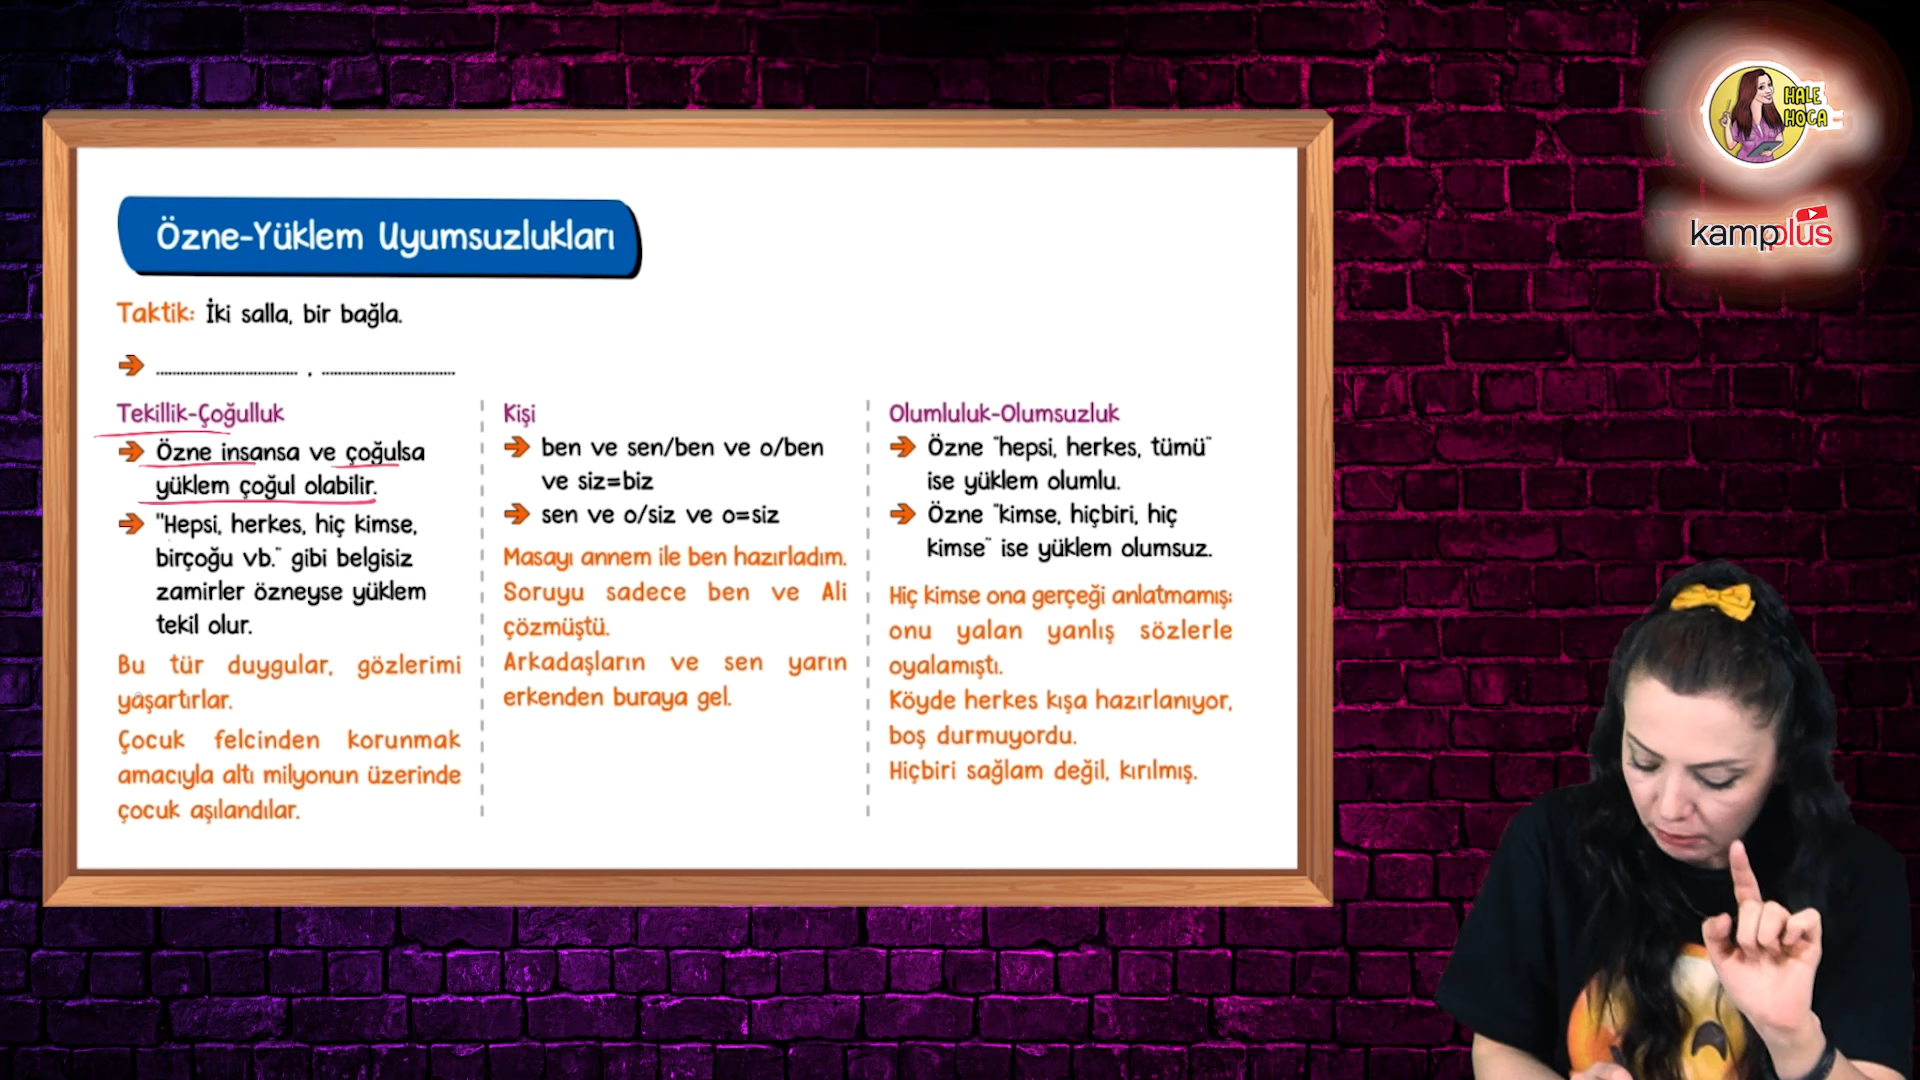 Özne-Yüklem Uyumsuzlukları
Taktik: İki salla, bir bağla.
➔ .................................... , ..................................
Tekillik-Çoğulluk
➔ Özne insansa ve çoğulsa
yüklem çoğul olabilir.
➔ "Hepsi, herkes, hiç kimse,
birçoğu vb." gibi belgisiz
zamirler özneyse yüklem
tekil olur.
Bu tür duygular, gözlerimi
yaşartırlar.
Çocuk felcinden korunmak
amacıyla altı milyonun üzerinde
çocuk aşılandılar.
Kişi
➔ ben ve sen/ben ve o/ben
ve siz=biz
➔ sen ve o/siz ve o=siz
Masayı annem ile ben hazırladım.
Soruyu sadece ben ve Ali
çözmüştü.
Arkadaşların ve sen yarın
erkenden buraya gel.
Olumluluk-Olumsuzluk
➔ Özne "hepsi, herkes, tümü"
ise yüklem olumlu.
➔ Özne "kimse, hiçbiri, hiç
kimse" ise yüklem olumsuz.
Hiç kimse ona gerçeği anlatmamış;
onu yalan yanlış sözlerle
oyalamıştı.
Köyde herkes kışa hazırlanıyor,
boş durmuyordu.
Hiçbiri sağlam değil, kırılmış.
HALE
HOCA
kampplus